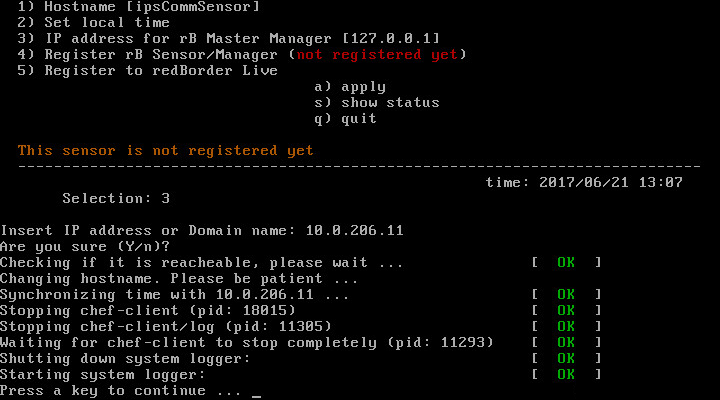 1) Hostname [ipsCommSensor]
2) Set local time
3) IP address for rB Master Manager [127.0.0.1]
4) Register rB Sensor/Manager (not registered yet)
5) Register to redBorder Live
a) apply
s) show status
q) quit
This sensor is not registered yet
--------------------------------------------------------------------------------
time: 2017/06/21 13:07
Selection: 3
Insert IP address or Domain name: 10.0.206.11
Are you sure (Y/n)?
Checking if it is reacheable, please wait ... [ OK ]
Changing hostname. Please be patient ...
Synchronizing time with 10.0.206.11 ... [ OK ]
Stopping chef-client (pid: 18015) [ OK ]
Stopping chef-client/log (pid: 11305) [ OK ]
Waiting for chef-client to stop completely (pid: 11293) [ OK ]
Shutting down system logger: [ OK ]
Starting system logger: [ OK ]
Press a key to continue ... _